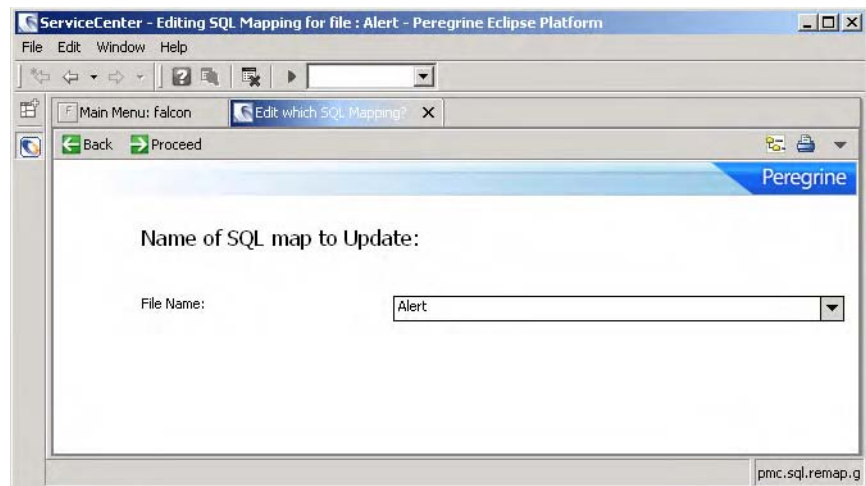 ServiceCenter - Editing SQL Mapping for file : Alert - Peregrine Eclipse Platform
File Edit Window Help
Main Menu: falcon Edit which SQL Mapping?
Back Proceed
Peregrine
Name of SQL map to Update:
File Name: Alert
pmc.sql.remap.g